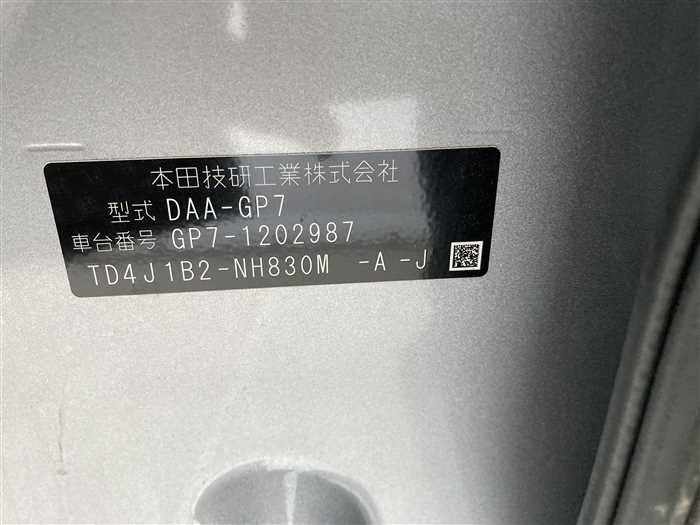 本田技研工業株式会社
型式 DAA-GP7
車台番号 GP7-1202987
TD4J1B2-NH830M -A -J